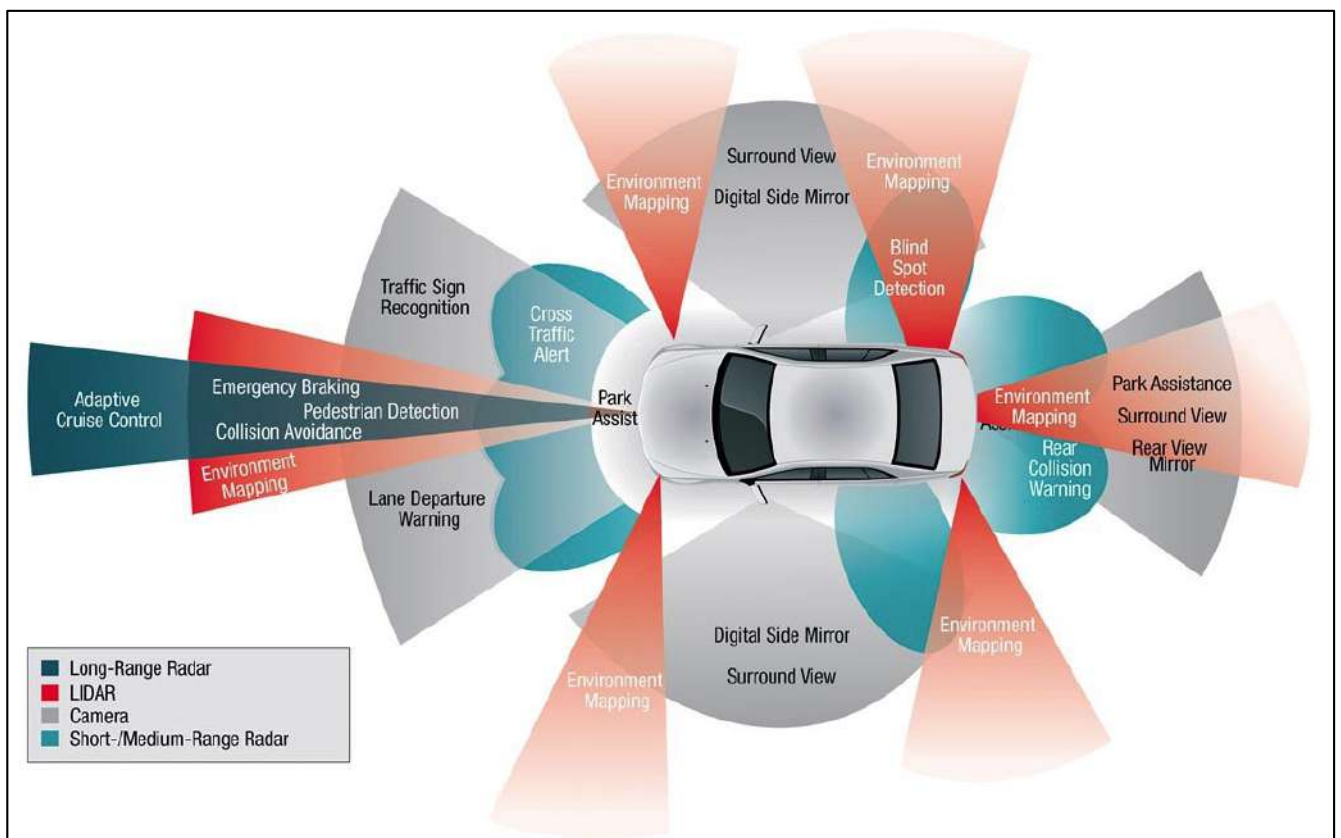 Surround View
Digital Side Mirror
Environment
Mapping
Environment
Mapping
Blind
Spot
Detection
Traffic Sign
Recognition
Cross
Traffic
Alert
Adaptive
Cruise Control
Emergency Braking
Pedestrian Detection
Collision Avoidance
Environment
Mapping
Lane Departure
Warning
Park
Assist
Environment
Mapping
Rear
Collision
Warning
Park Assistance
Surround View
Rear View
Mirror
Digital Side Mirror
Surround View
Environment
Mapping
Environment
Mapping
Long-Range Radar
LIDAR
Camera
Short-/Medium-Range Radar